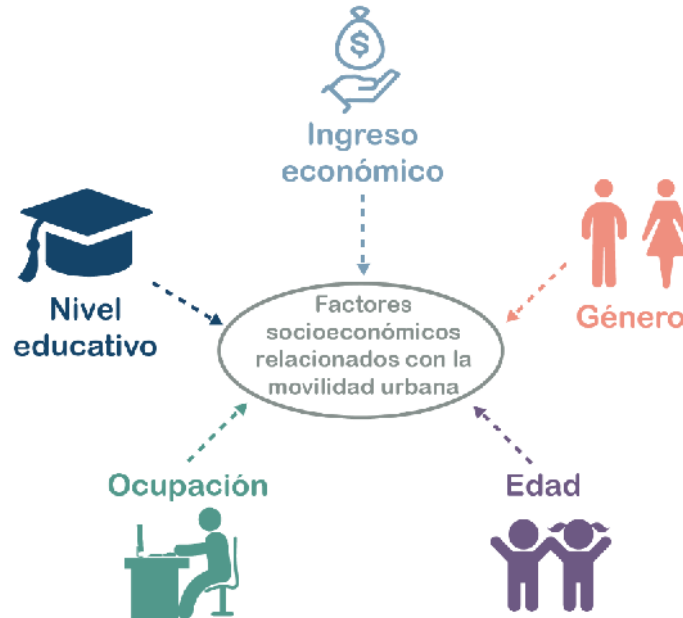 $
Ingreso
económico
Nivel
educativo
Factores
socioeconómicos
relacionados con la
movilidad urbana
Género
Ocupación
Edad